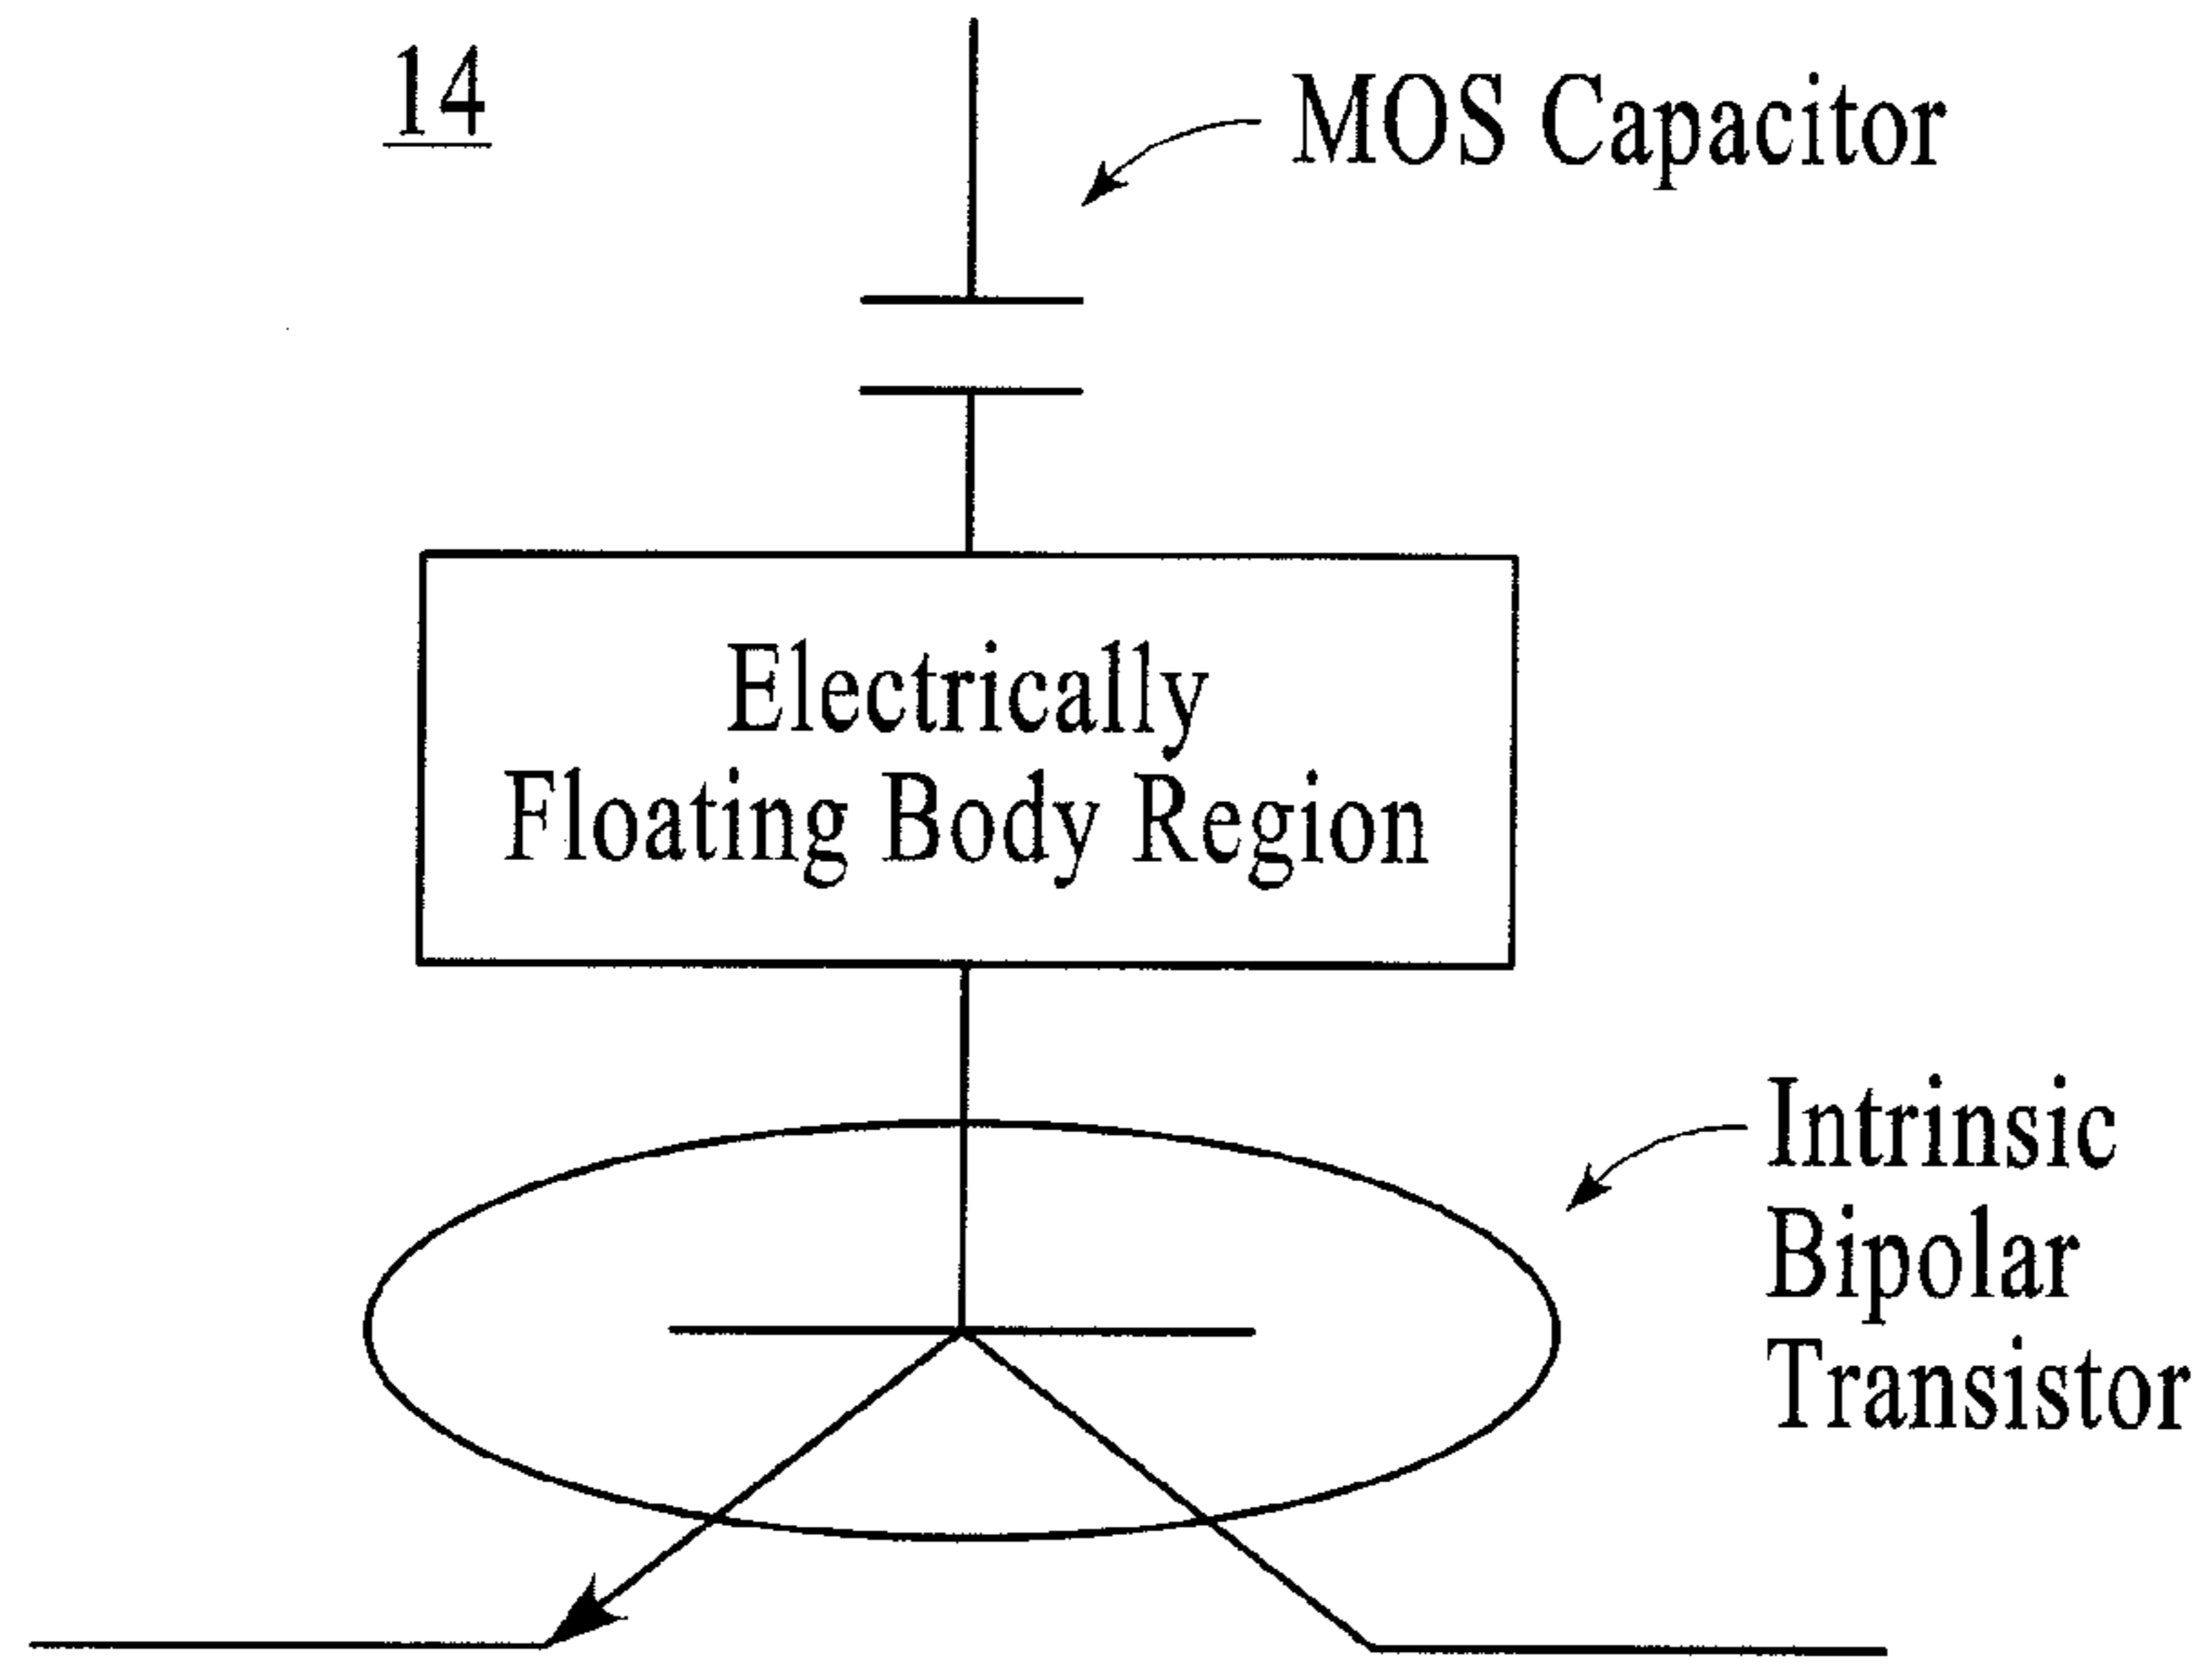 14
MOS Capacitor
Electrically
Floating Body Region
Intrinsic
Bipolar
Transistor